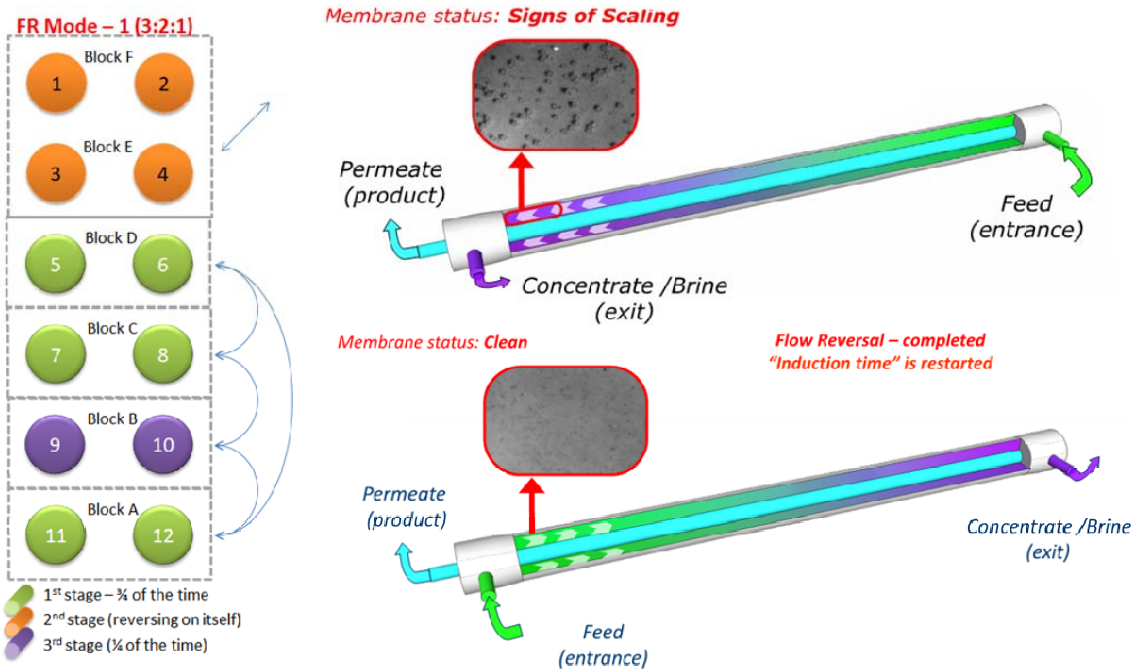 FR Mode – 1 (3:2:1)
Block F
1
2
Block E
3
4
Block D
5
6
Block C
7
8
Block B
9
10
Block A
11
12
1st stage – ¾ of the time
2nd stage (reversing on itself)
3rd stage (¼ of the time)
Membrane status: Signs of Scaling
Permeate
(product)
Feed
(entrance)
Concentrate /Brine
(exit)
Membrane status: Clean
Flow Reversal – completed
“Induction time” is restarted
Permeate
(product)
Concentrate /Brine
(exit)
Feed
(entrance)